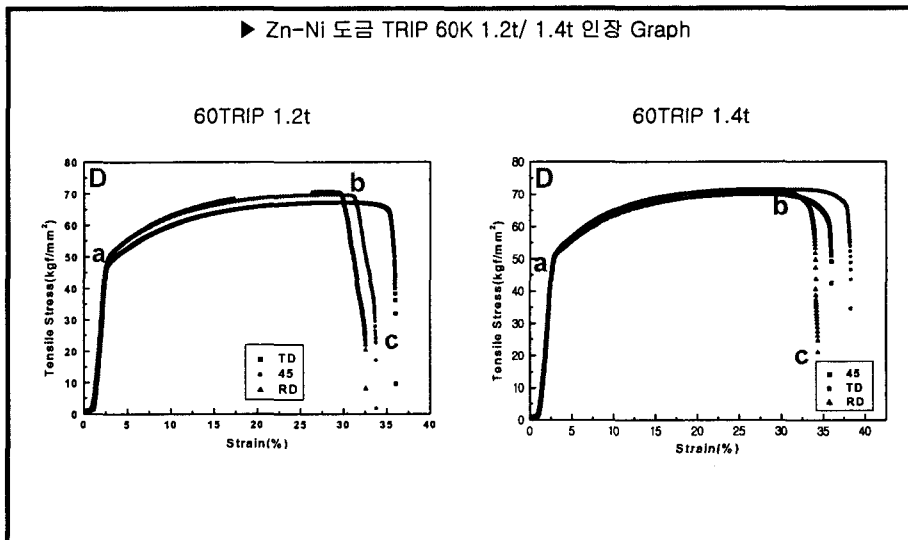 ▶ Zn-Ni 도금 TRIP 60K 1.2t/ 1.4t 인장 Graph
60TRIP 1.2t
80
70
60
50
40
30
20
10
0
Tensile Stress(kgf/mm²)
D
a
b
c
TD
45
RD
0 5 10 15 20 25 30 35 40
Strain(%)
60TRIP 1.4t
80
70
60
50
40
30
20
10
0
Tensile Stress(kgf/mm²)
D
a
b
c
45
TD
RD
0 5 10 15 20 25 30 35 40
Strain(%)